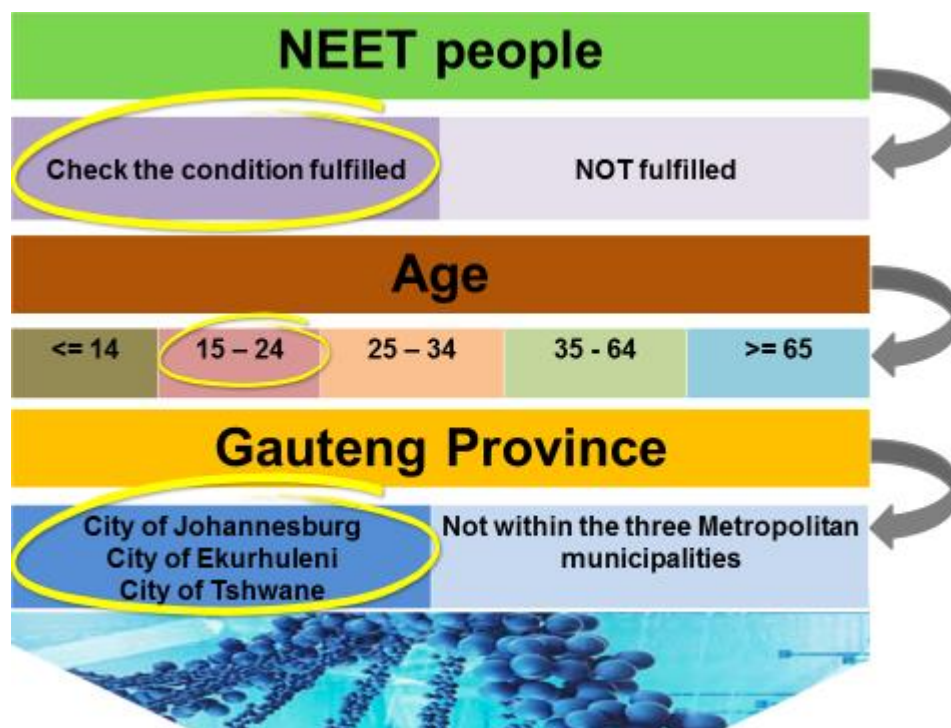 NEET people
Check the condition fulfilled
NOT fulfilled
Age
<= 14
15 – 24
25 – 34
35 - 64
>= 65
Gauteng Province
City of Johannesburg
City of Ekurhuleni
City of Tshwane
Not within the three Metropolitan
municipalities